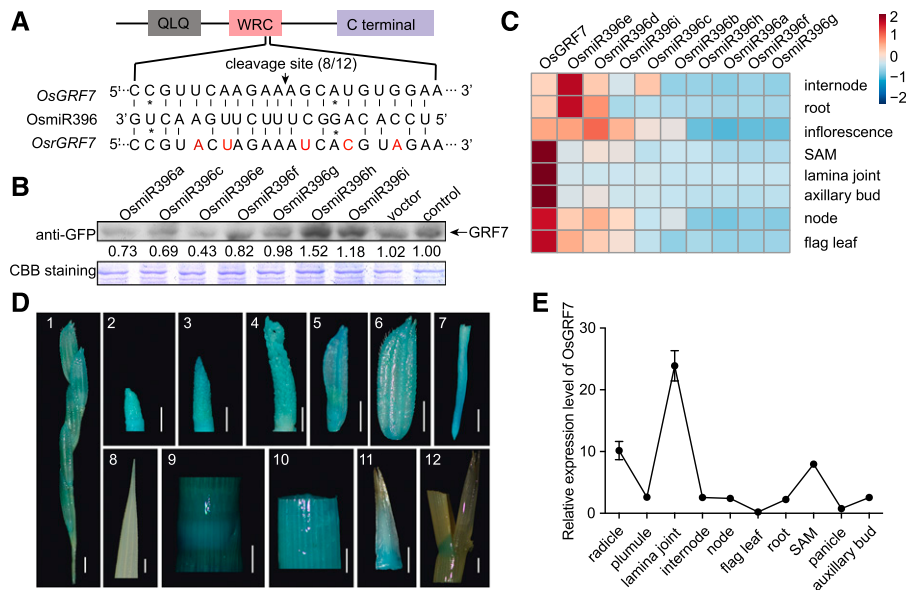 A
QLQ
WRC
C terminal
cleavage site (8/12)
OsGRF7 5'···CCGUUCAAGAAAAGCAUGUGGAA··· 3'
OsmiR396 3'GUCAAGUUCUUUCGGACACCU 5'
OsrGRF7 5'···CCGUACUAGAAAUCACGUAGAA··· 3'
B
OsmiR396a OsmiR396c OsmiR396e OsmiR396f OsmiR396g OsmiR396h OsmiR396i voctor control
anti-GFP ←GRF7
0.73 0.69 0.43 0.82 0.98 1.52 1.18 1.02 1.00
CBB staining
C
OsGRF7 OsmiR396e OsmiR396d OsmiR396i OsmiR396c OsmiR396b OsmiR396h OsmiR396a OsmiR396f OsmiR396g
2
1
0
−1
−2
internode
root
inflorescence
SAM
lamina joint
axillary bud
node
flag leaf
D
1 2 3 4 5 6 7
8 9 10 11 12
E
Relative expression level of OsGRF7
30
20
10
0
radicle plumule lamina joint internode node flag leaf root SAM panicle auxillary bud